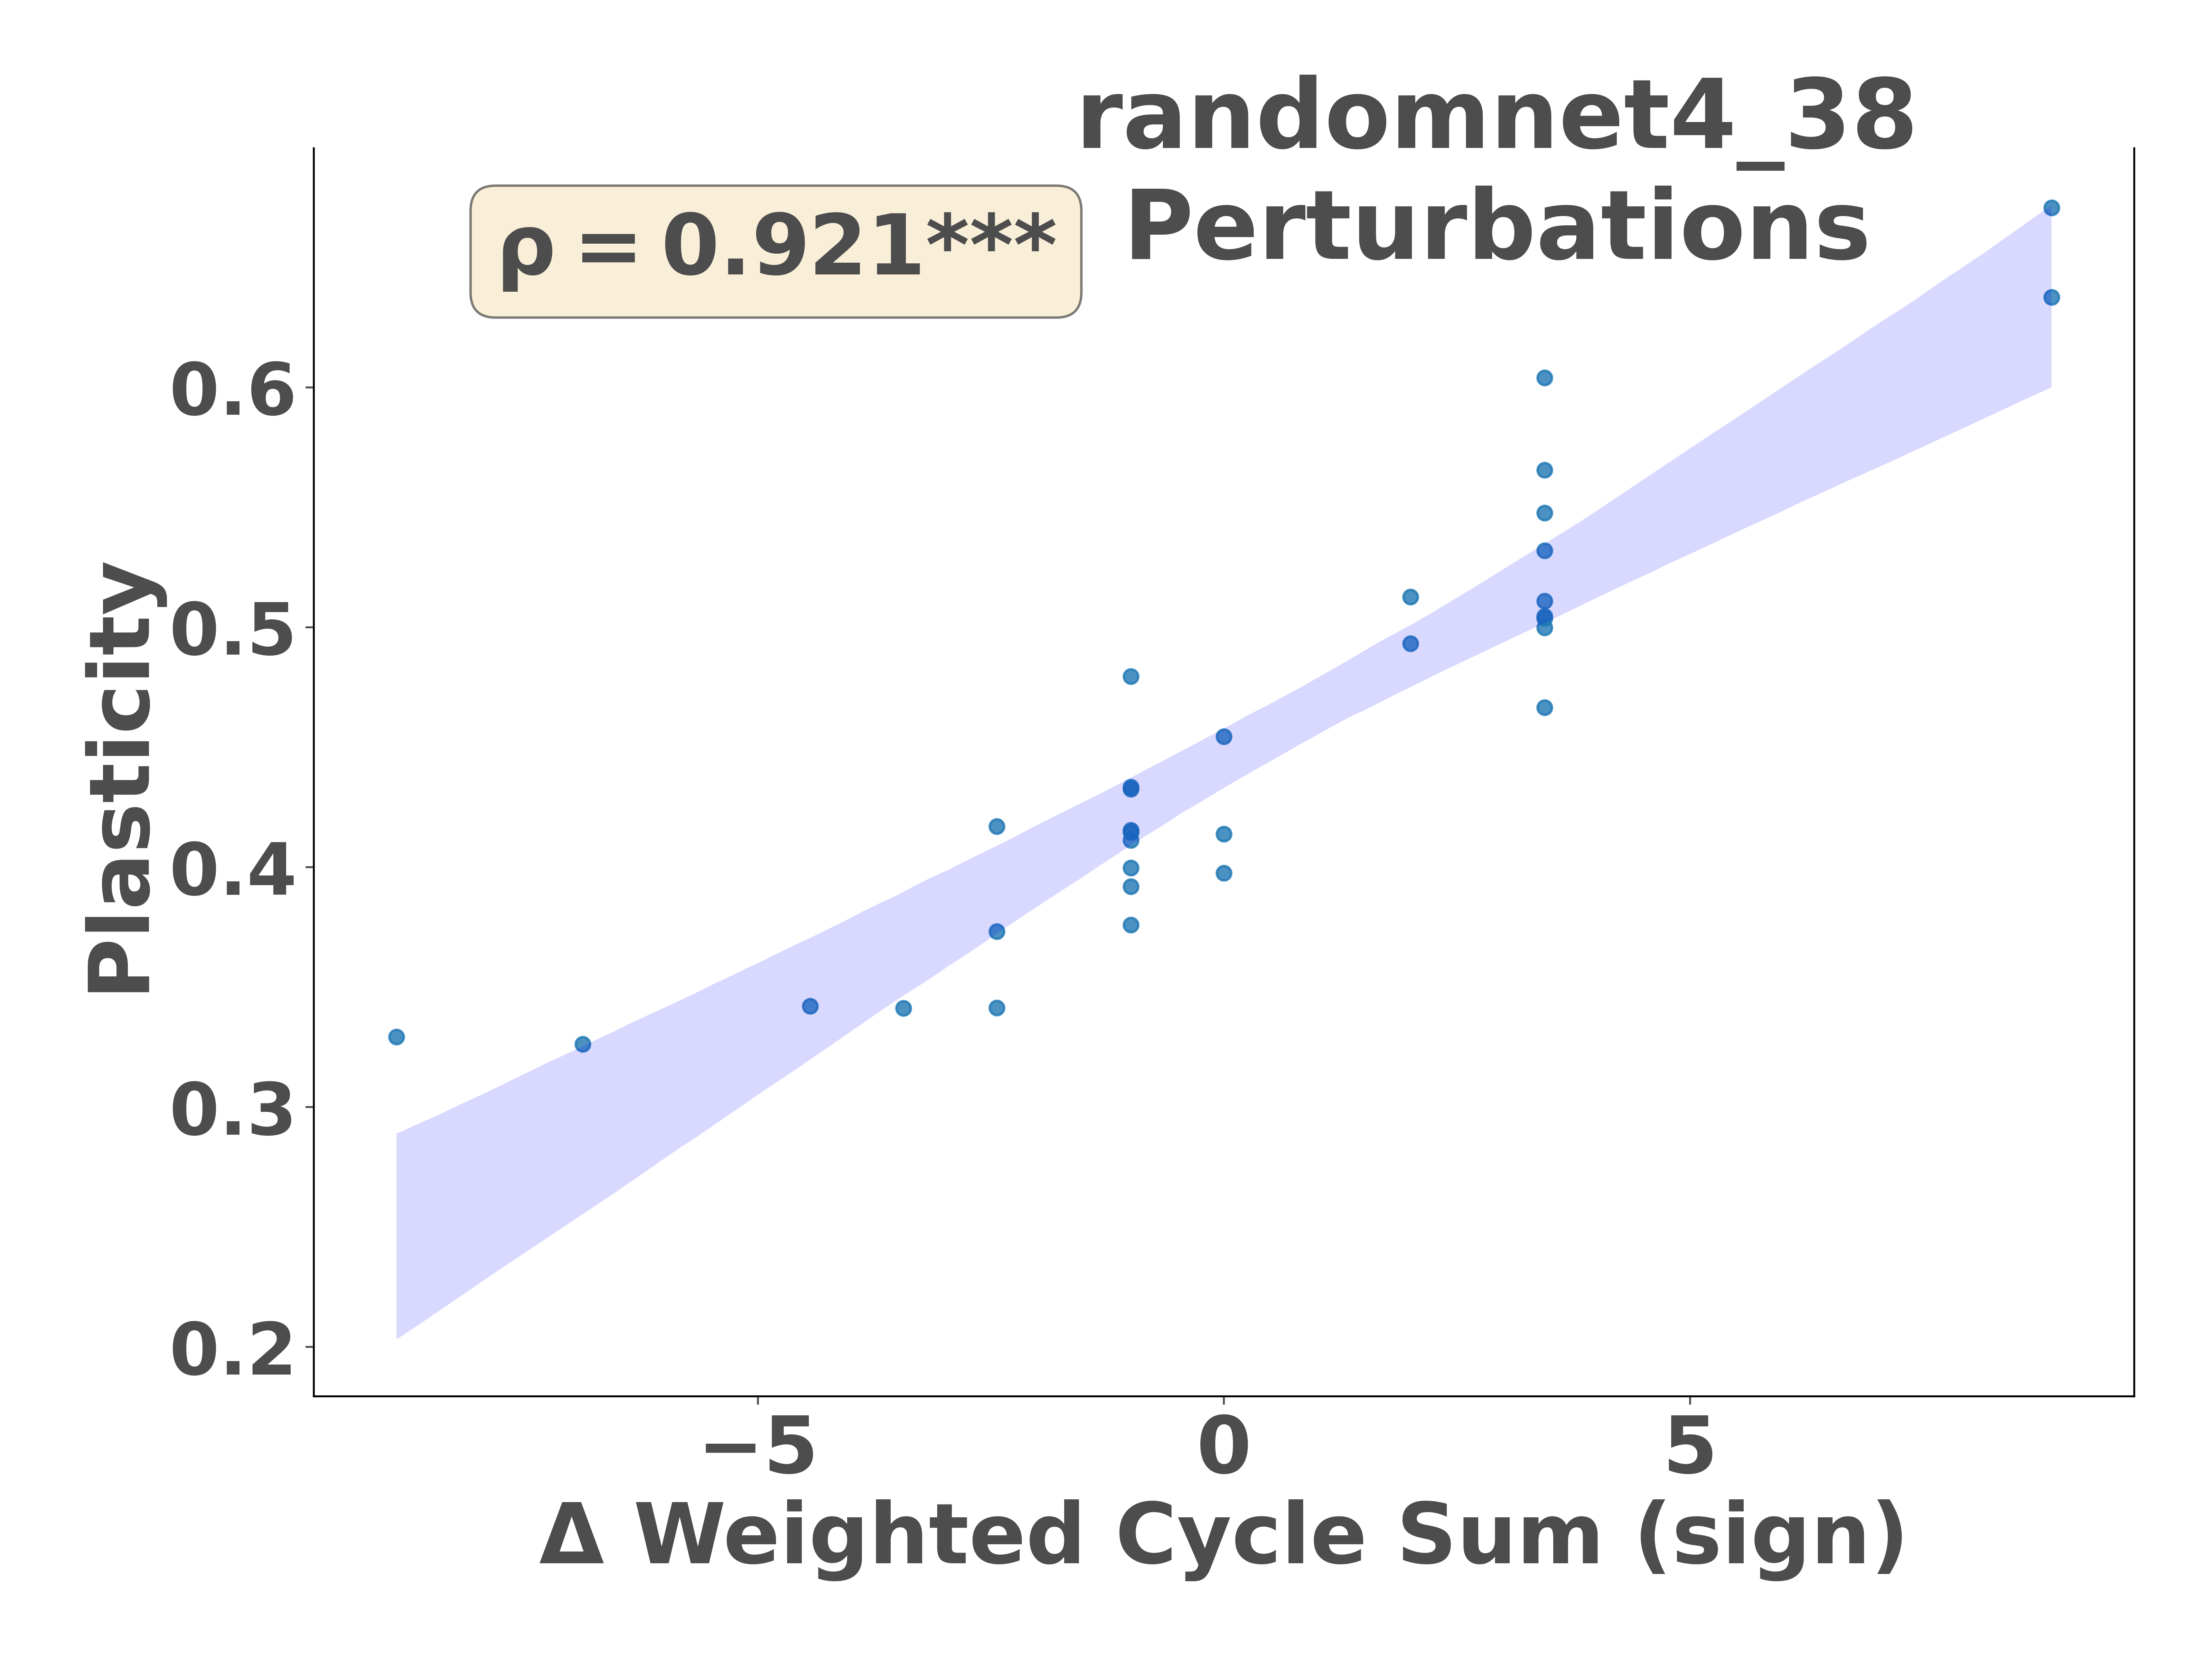 randomnet4_38
Perturbations
ρ = 0.921***
Plasticity
0.6
0.5
0.4
0.3
0.2
−5 0 5
Δ Weighted Cycle Sum (sign)